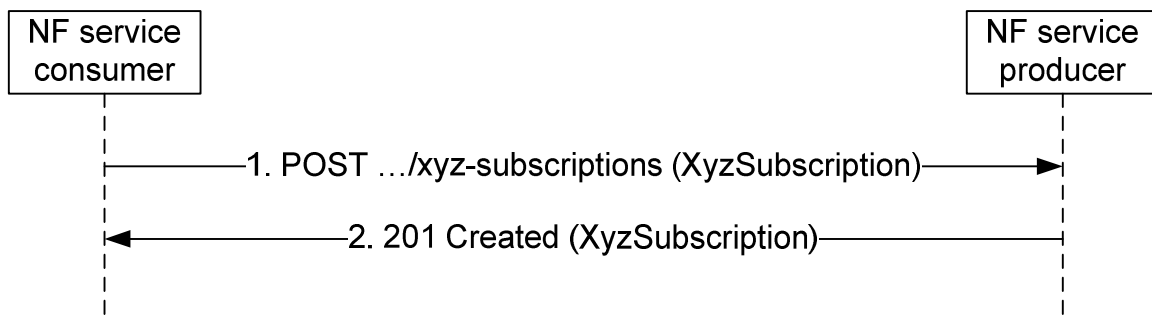 NF service
consumer
NF service
producer
1. POST …/xyz-subscriptions (XyzSubscription)
2. 201 Created (XyzSubscription)